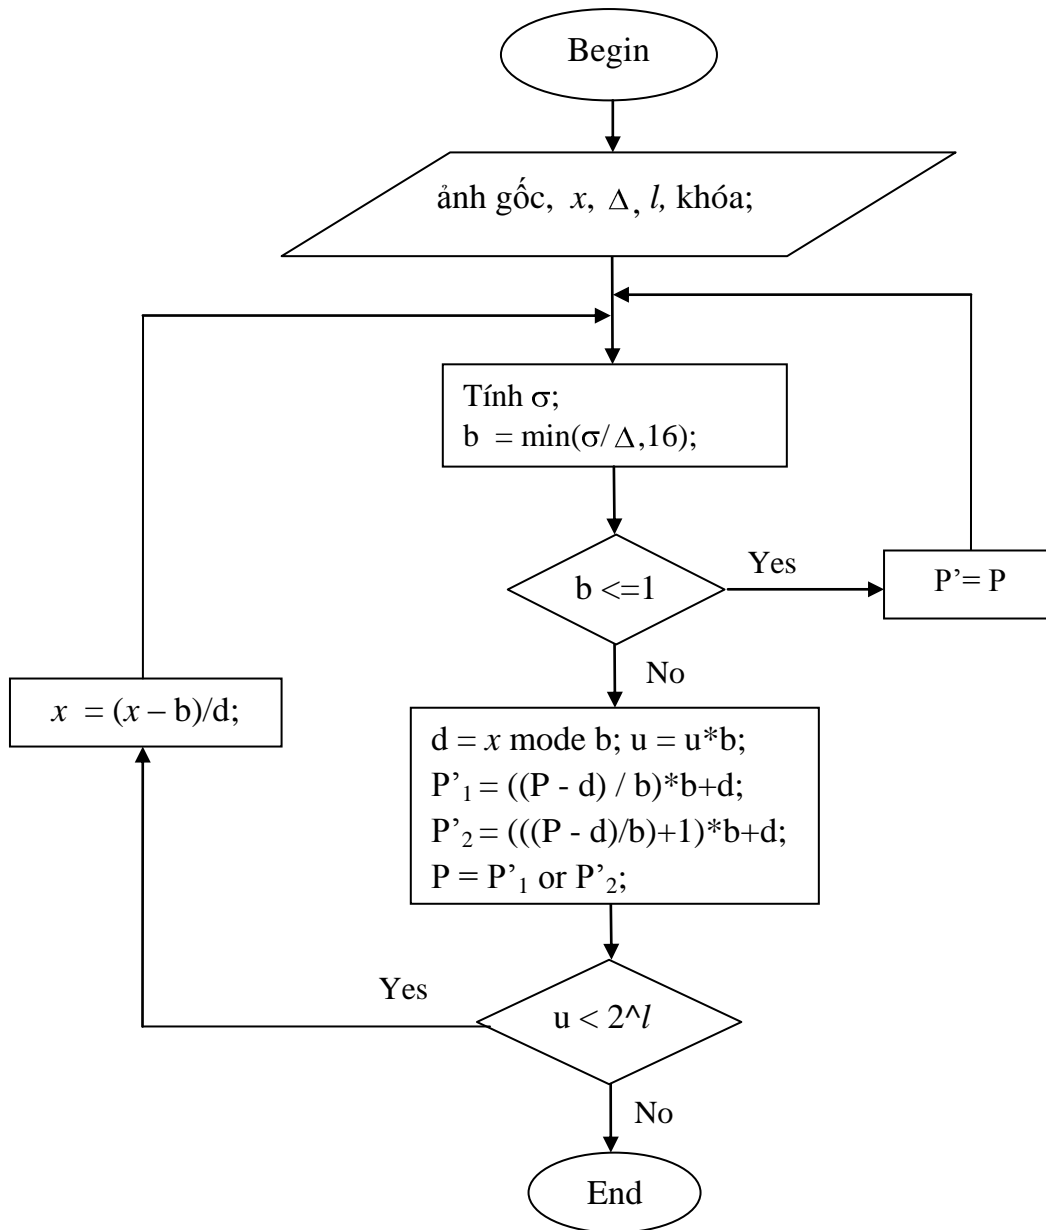 Begin
ảnh gốc, x, Δ, l, khóa;
Tính σ;
b = min(σ/ Δ,16);
b <=1
Yes
P’= P
No
x = (x – b)/d;
d = x mode b; u = u*b;
P’₁ = ((P - d) / b)*b+d;
P’₂ = (((P - d)/b)+1)*b+d;
P = P’₁ or P’₂;
Yes
u < 2^l
No
End